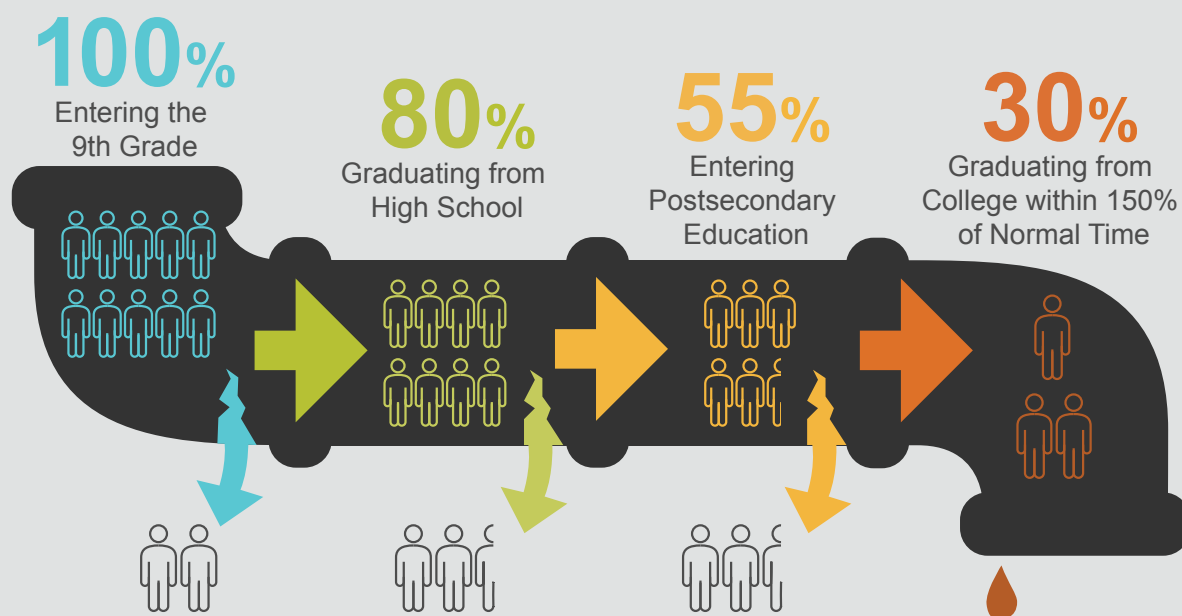 100%
Entering the
9th Grade
80%
Graduating from
High School
55%
Entering
Postsecondary
Education
30%
Graduating from
College within 150%
of Normal Time